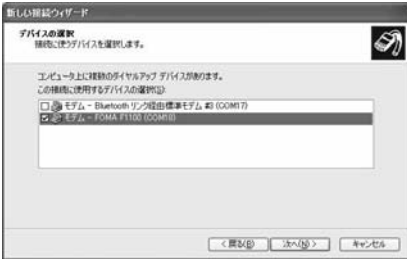 新しい接続ウィザード
デバイスの選択
接続に使うデバイスを選択します。
コンピュータ上に複数のダイヤルアップ デバイスがあります。
この接続に使用するデバイスの選択(S):
モデム - Bluetooth リンク経由標準モデム #3 (COM17)
モデム - FOMA F1100 (COM18)
< 戻る(B)
次へ(N) >
キャンセル